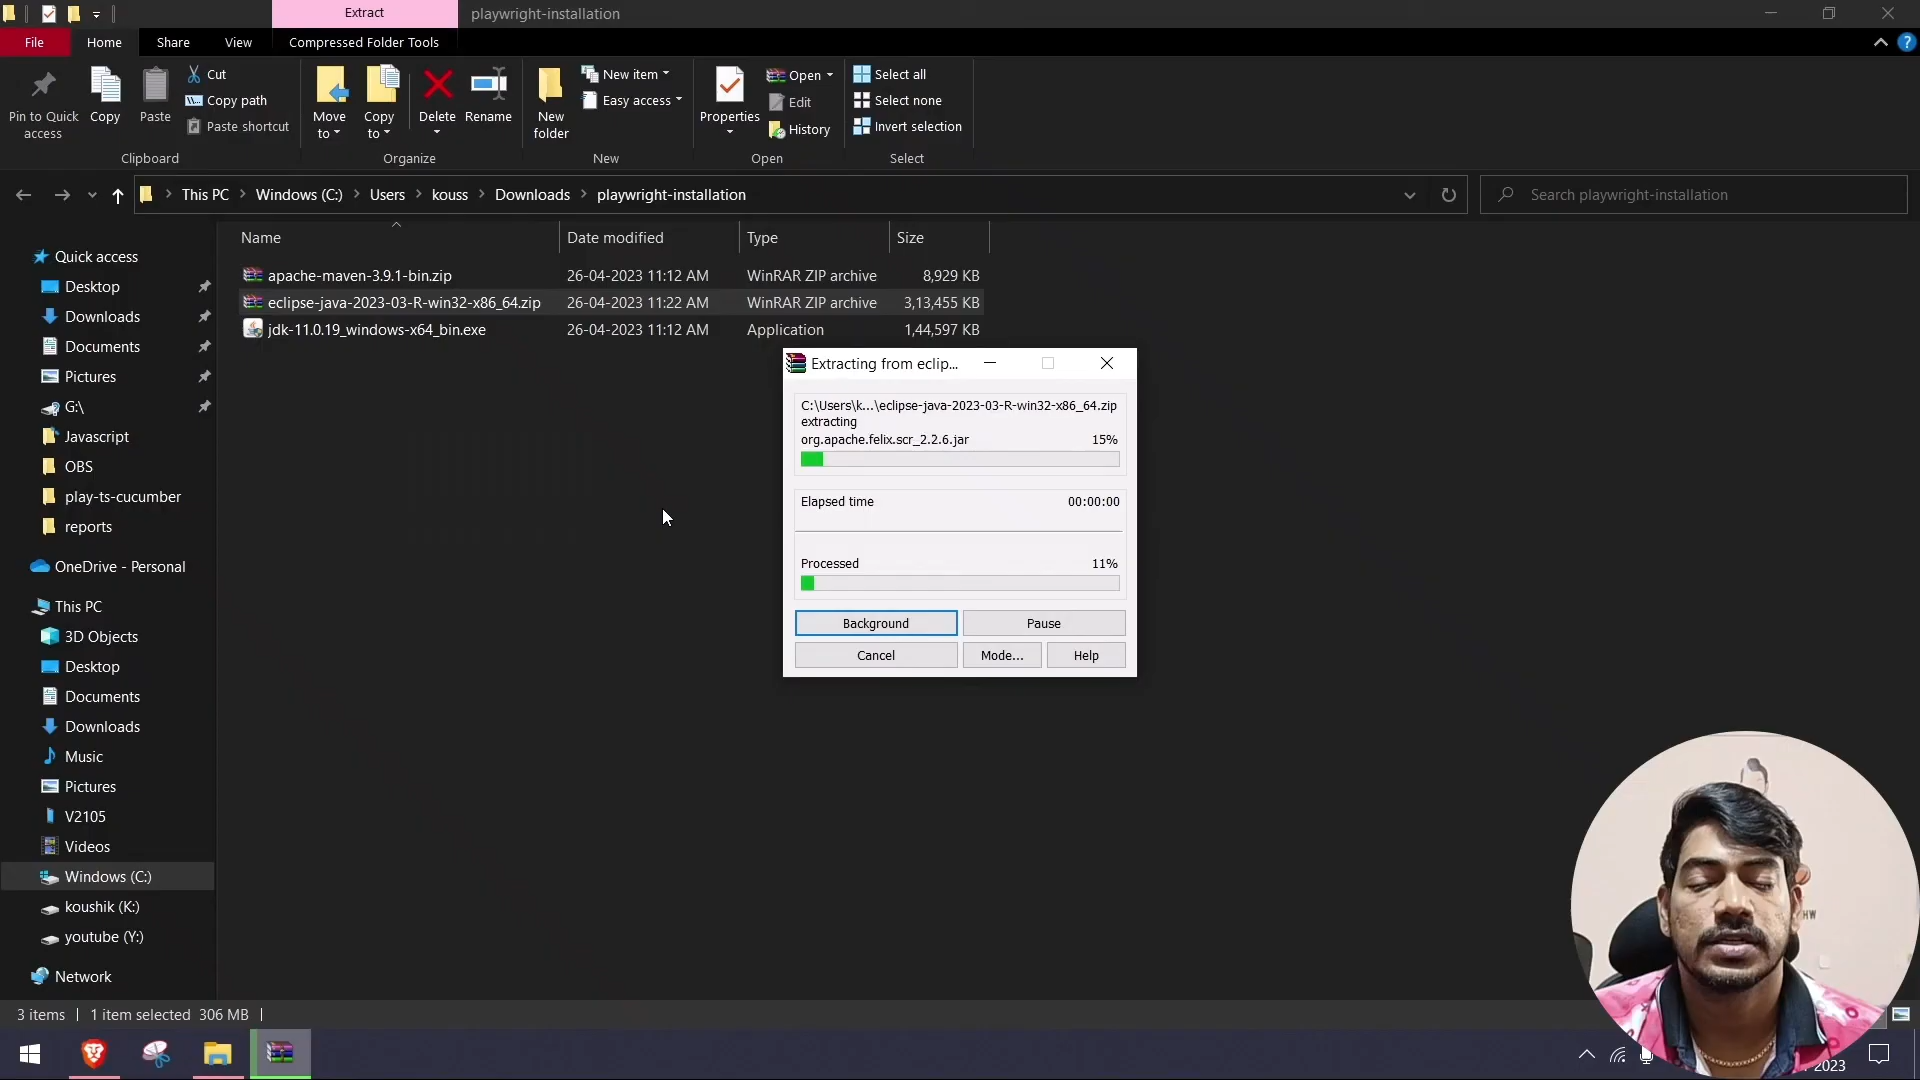 Extract
playwright-installation
File
Home
Share
View
Compressed Folder Tools
Pin to Quick
access
Copy
Paste
Cut
Copy path
Paste shortcut
Clipboard
Move
to
Copy
to
Delete
Rename
Organize
New
folder
New item
Easy access
New
Properties
Open
Edit
History
Open
Select all
Select none
Invert selection
Select
This PC
Windows (C:)
Users
kouss
Downloads
playwright-installation
Search playwright-installation
Name
Date modified
Type
Size
apache-maven-3.9.1-bin.zip 26-04-2023 11:12 AM WinRAR ZIP archive 8,929 KB
eclipse-java-2023-03-R-win32-x86_64.zip 26-04-2023 11:22 AM WinRAR ZIP archive 3,13,455 KB
jdk-11.0.19_windows-x64_bin.exe 26-04-2023 11:12 AM Application 1,44,597 KB
Quick access
Desktop
Downloads
Documents
Pictures
G:\
Javascript
OBS
play-ts-cucumber
reports
OneDrive - Personal
This PC
3D Objects
Desktop
Documents
Downloads
Music
Pictures
V2105
Videos
Windows (C:)
koushik (K:)
youtube (Y:)
Network
Extracting from eclip...
C:\Users\k...\eclipse-java-2023-03-R-win32-x86_64.zip
extracting
org.apache.felix.scr_2.2.6.jar 15%
Elapsed time 00:00:00
Processed 11%
Background
Pause
Cancel
Mode...
Help
3 items 1 item selected 306 MB
2023